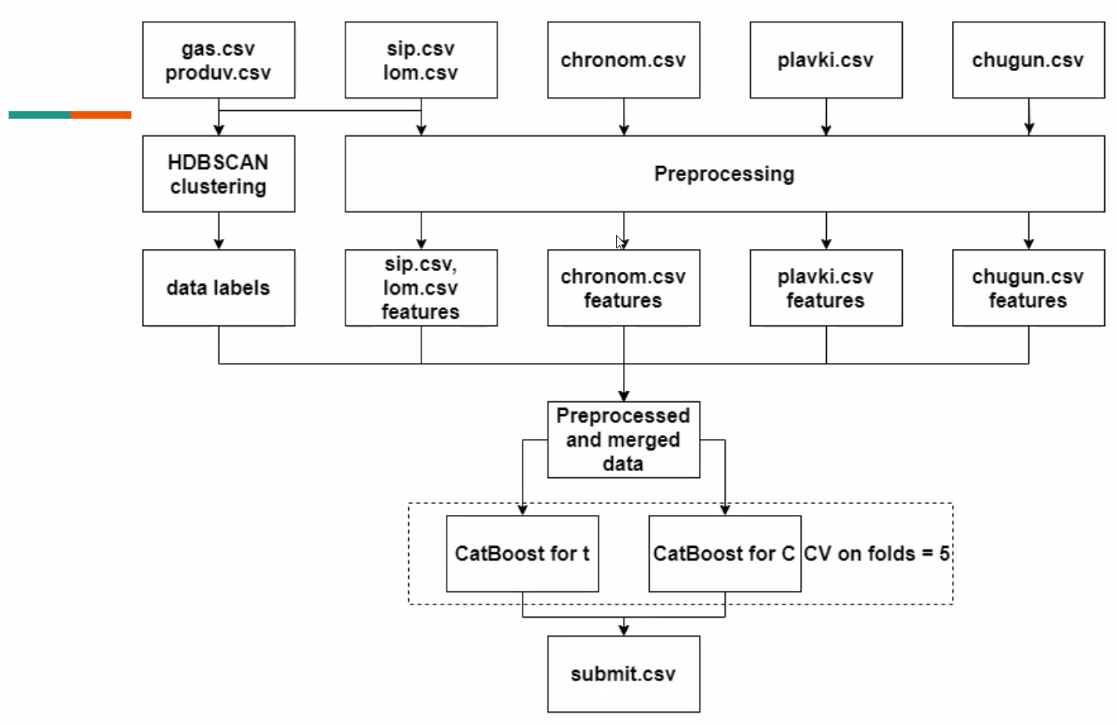 gas.csv
produv.csv
sip.csv
lom.csv
chronom.csv
plavki.csv
chugun.csv
HDBSCAN
clustering
Preprocessing
data labels
sip.csv,
lom.csv
features
chronom.csv
features
plavki.csv
features
chugun.csv
features
Preprocessed
and merged
data
CatBoost for t
CatBoost for C
CV on folds = 5
submit.csv